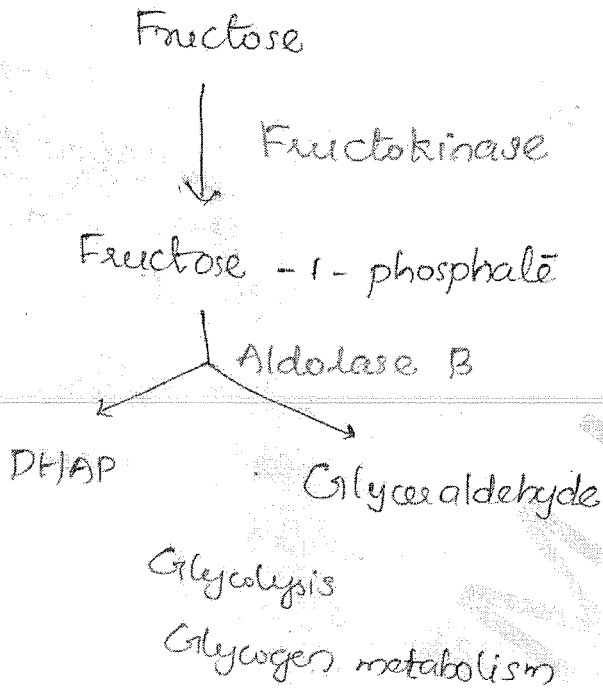 Fructose
Fructokinase
Fructose - 1 - phosphate
Aldolase B
DHAP
Glyceraldehyde
Glycolysis
Glycogen metabolism